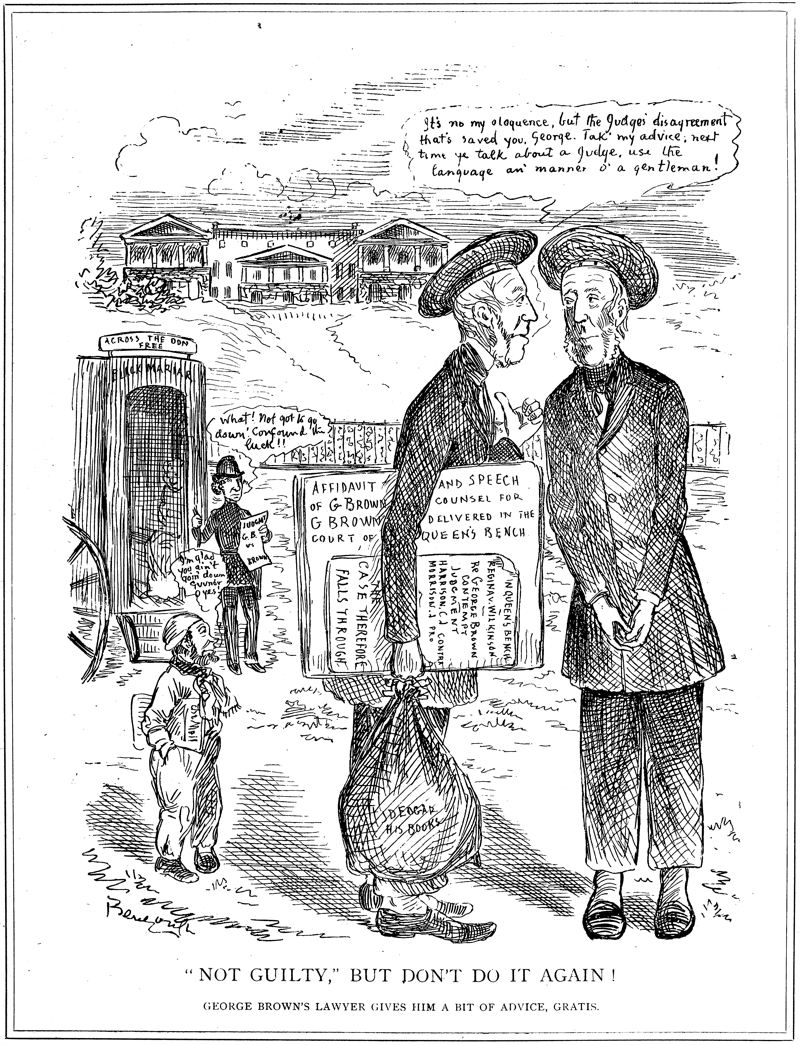 It's no my eloquence, but the Judges' disagreement
that's saved you, George. Tak' my advice; next
time ye talk about a Judge, use the
language an' manner o' a gentleman!
ACROSS THE DON
FREE
BLACK MARIAR
What! Not got to go
down! Confound the
luck!!
JUDGMT
G. B.
VS
BROWN
I'm glad
you ain't
goin down
Guvner
AFFIDAVIT AND SPEECH
OF G BROWN COUNSEL FOR
G BROWN DELIVERED IN THE
COURT OF QUEEN'S BENCH
CASE THEREFORE
FALLS THROUGH
IN QUEEN'S BENCH
REGINA V. WILKINSON
Re GEORGE BROWN
CONTEMPT
JUDGMENT
HARRISON, C.J. CONTRA
MORRISON, J. PRO
J D EDGAR
HIS BOOKS
Bengough
"NOT GUILTY," BUT DON'T DO IT AGAIN!
GEORGE BROWN'S LAWYER GIVES HIM A BIT OF ADVICE, GRATIS.